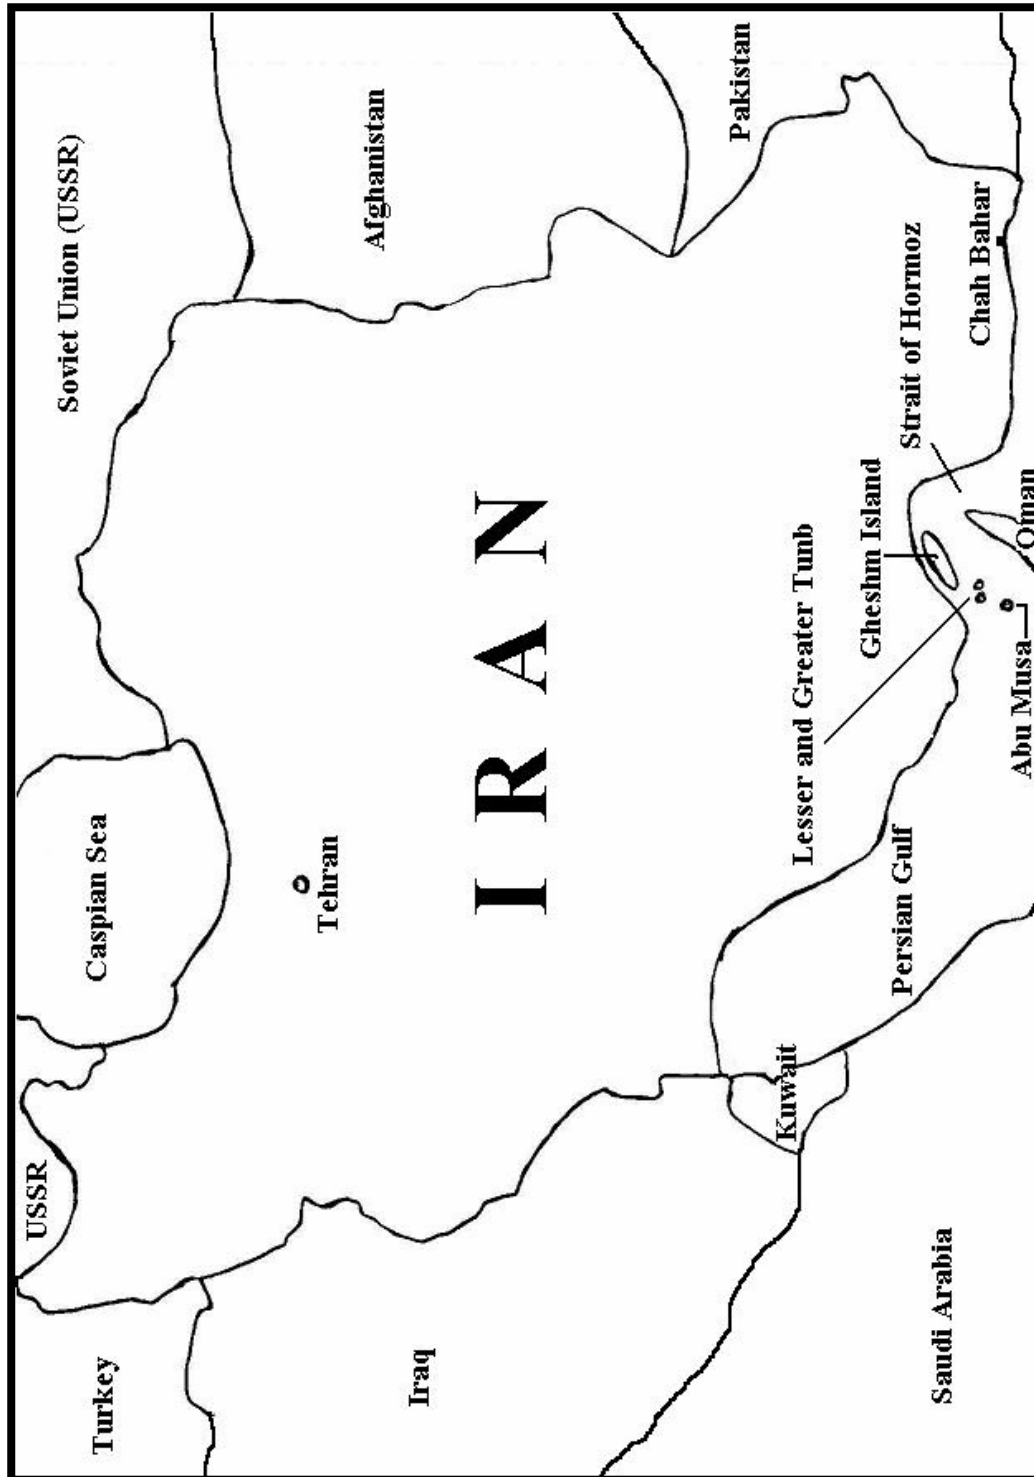 Turkey
USSR
Caspian Sea
Soviet Union (USSR)
Tehran
Iraq
IRAN
Afghanistan
Kuwait
Pakistan
Lesser and Greater Tunb
Gheshm Island
Strait of Hormoz
Persian Gulf
Saudi Arabia
Chah Bahar
Abu Musa
Oman